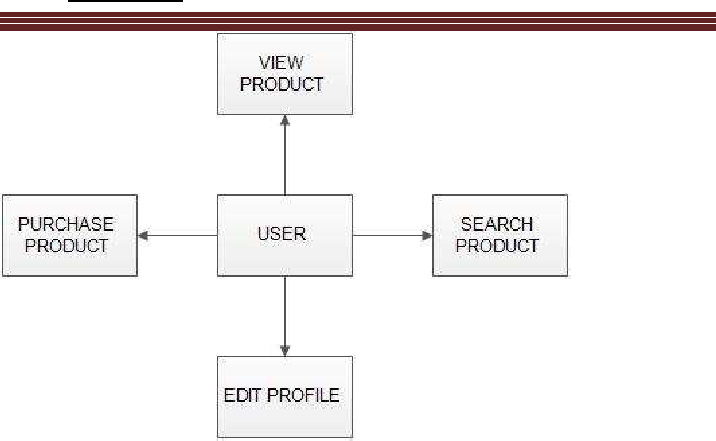 VIEW
PRODUCT
PURCHASE
PRODUCT
USER
SEARCH
PRODUCT
EDIT PROFILE